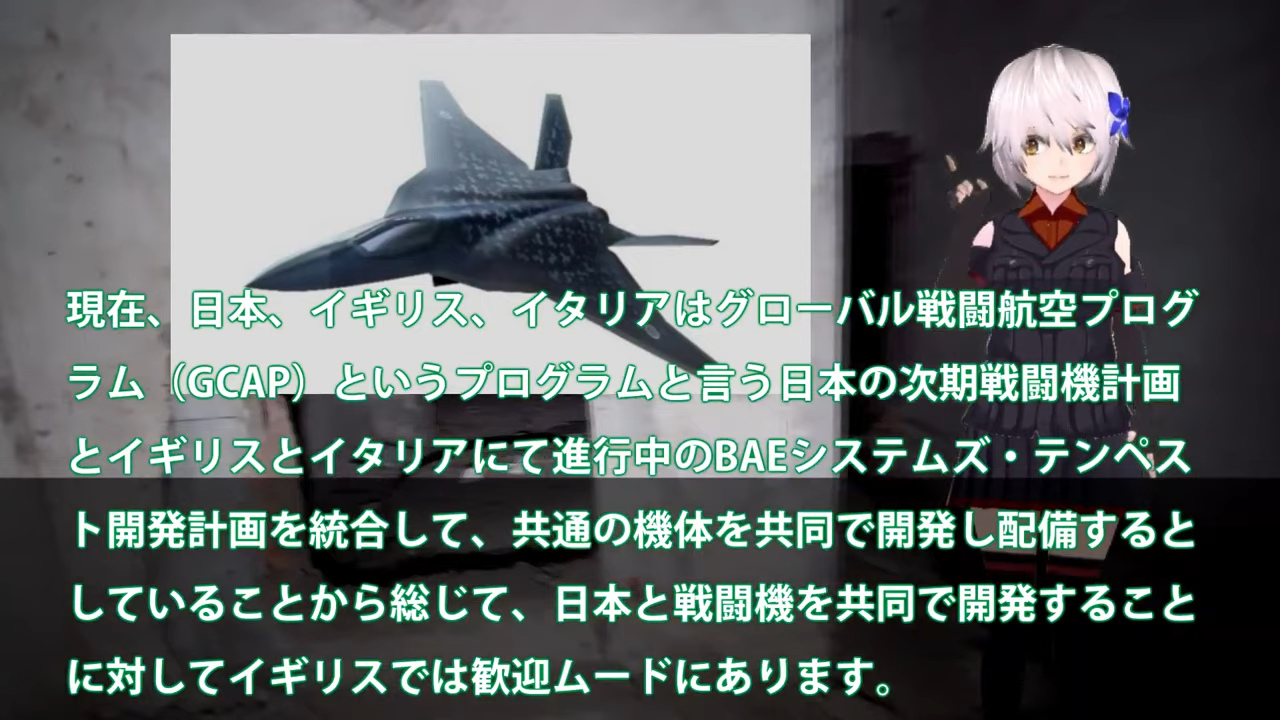 現在、日本、イギリス、イタリアはグローバル戦闘航空プログ
ラム（GCAP）というプログラムと言う日本の次期戦闘機計画
とイギリスとイタリアにて進行中のBAEシステムズ・テンペス
ト開発計画を統合して、共通の機体を共同で開発し配備すると
していることから総じて、日本と戦闘機を共同で開発すること
に対してイギリスでは歓迎ムードにあります。